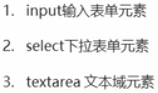 1. input输入表单元素
2. select下拉表单元素
3. textarea 文本域元素